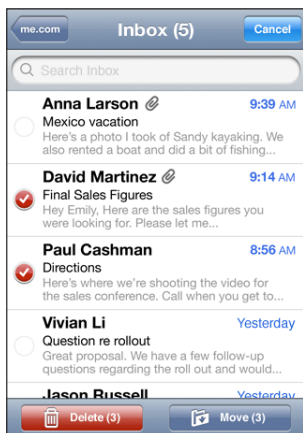 me.com
Inbox (5)
Cancel
Search Inbox
Anna Larson 9:39 AM
Mexico vacation
Here's a photo I took of Sandy kayaking. We
also rented a boat and did a bit of fishing...
David Martinez 9:14 AM
Final Sales Figures
Hey Emily, Here are the sales figures you
were looking for. Please let me...
Paul Cashman 8:56 AM
Directions
Here's where we're shooting the video for
the sales conference. Call when you get to...
Vivian Li Yesterday
Question re rollout
Great proposal. We have a few follow-up
questions regarding the roll out and would...
Jason Russell Yesterday
Delete (3)
Move (3)